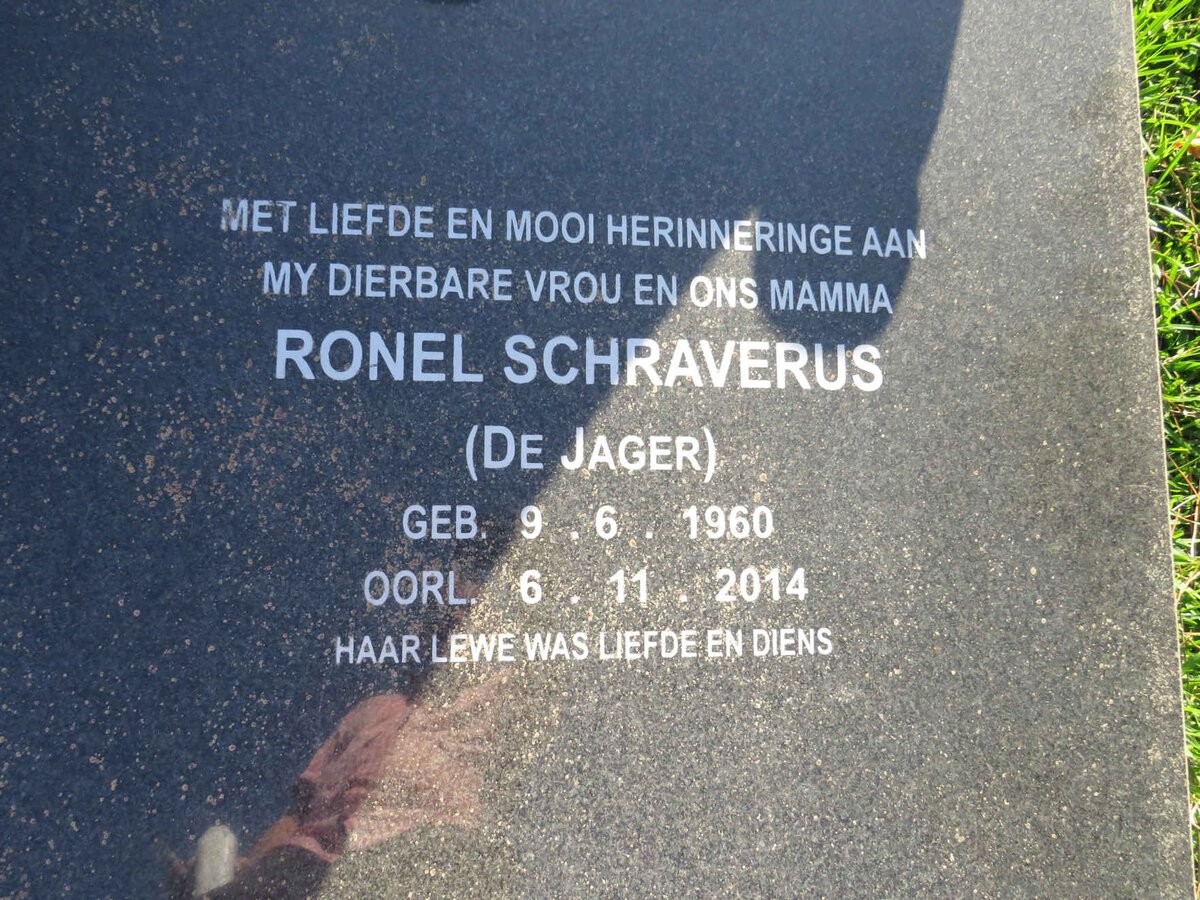 MET LIEFDE EN MOOI HERINNERINGE AAN
MY DIERBARE VROU EN ONS MAMMA
RONEL SCHRAVERUS
(DE JAGER)
GEB. 9 . 6 . 1960
OORL. 6 . 11 . 2014
HAAR LEWE WAS LIEFDE EN DIENS